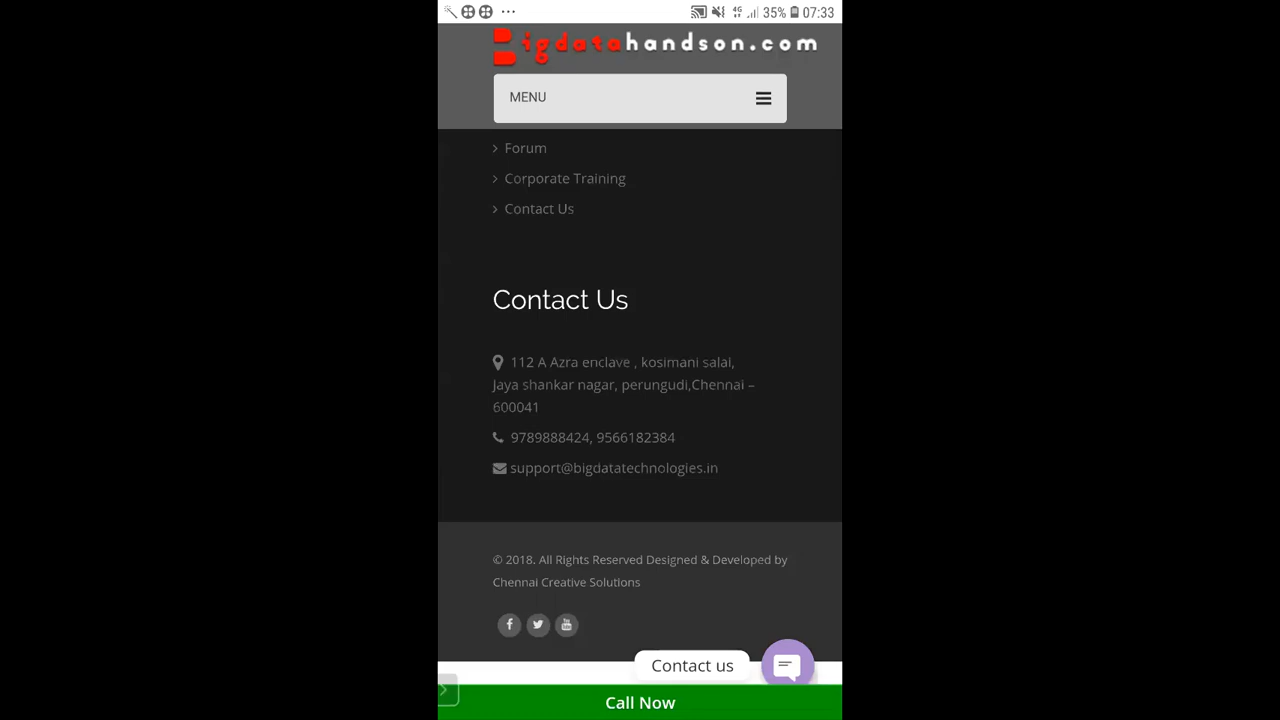 35% 07:33
Bigdatahandson.com
MENU
Forum
Corporate Training
Contact Us
Contact Us
112 A Azra enclave , kosimani salai,
Jaya shankar nagar, perungudi,Chennai –
600041
9789888424, 9566182384
support@bigdatatechnologies.in
© 2018. All Rights Reserved Designed & Developed by
Chennai Creative Solutions
Contact us
Call Now